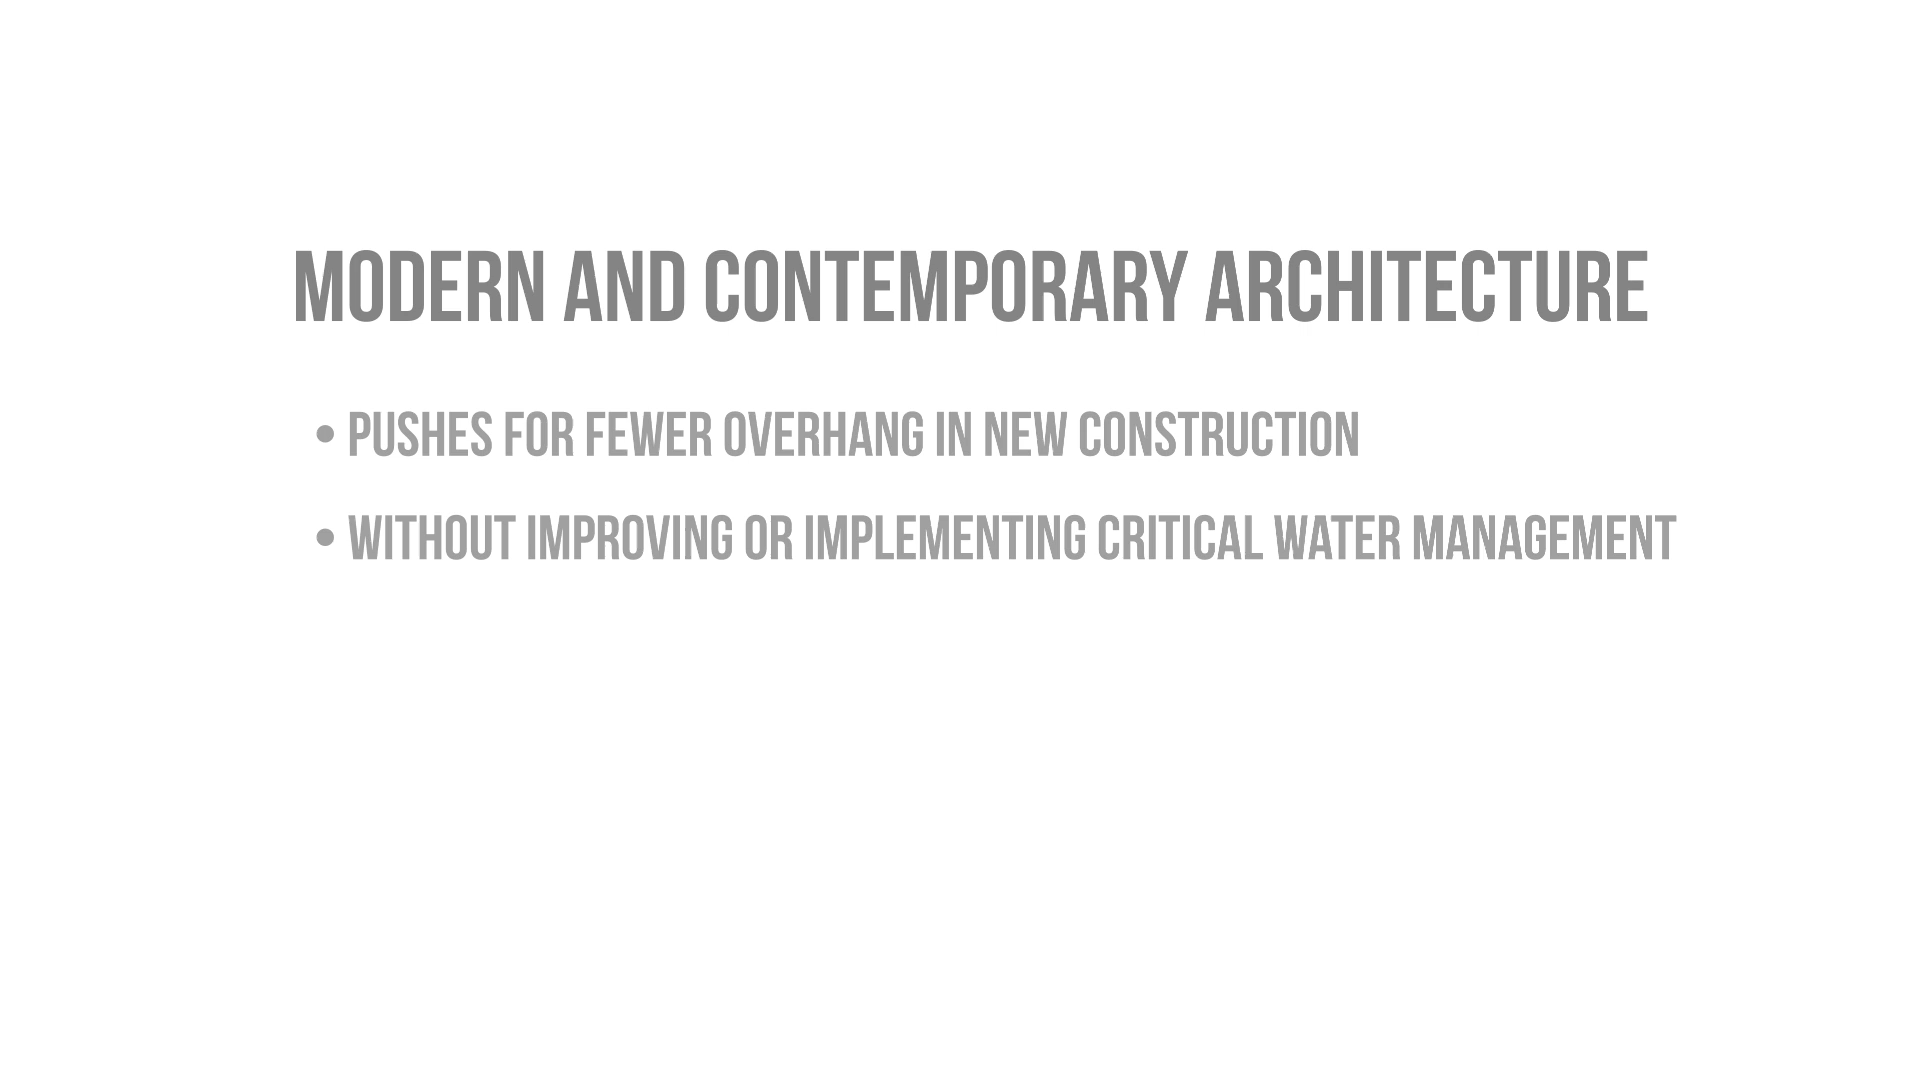 MODERN AND CONTEMPORARY ARCHITECTURE
• PUSHES FOR FEWER OVERHANG IN NEW CONSTRUCTION
• WITHOUT IMPROVING OR IMPLEMENTING CRITICAL WATER MANAGEMENT